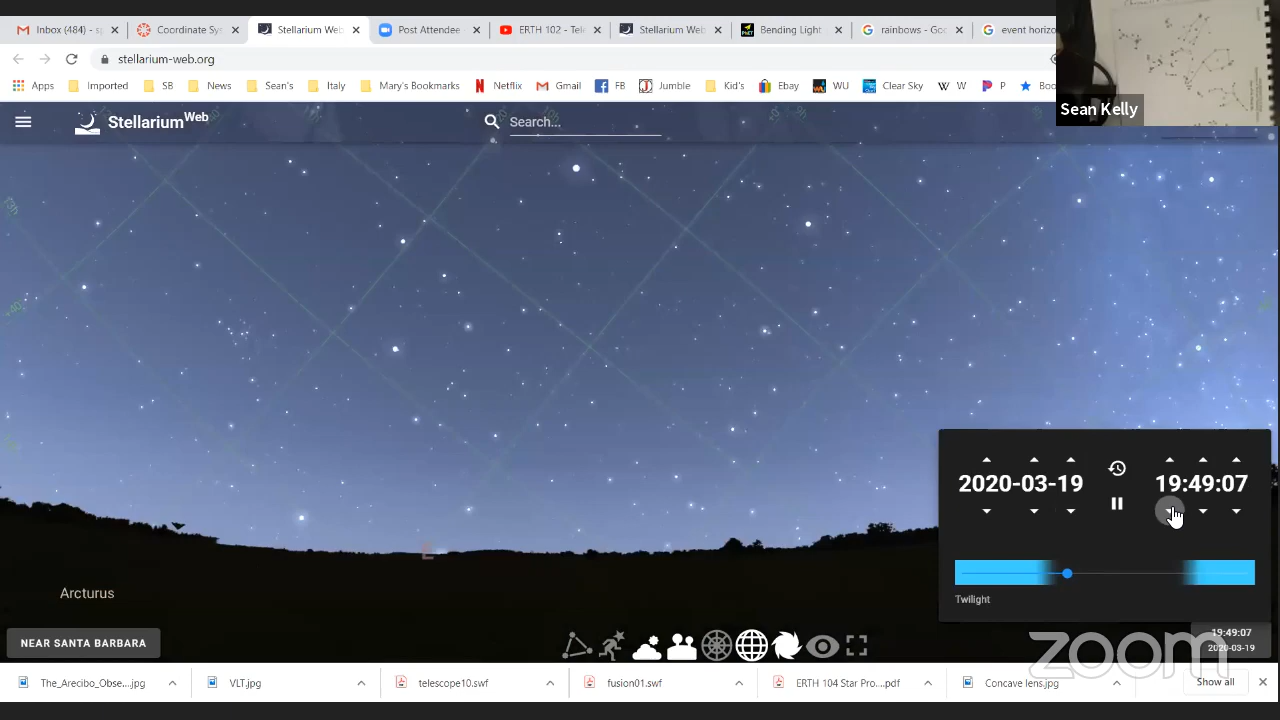 Inbox (484) - s
Coordinate Sy
Stellarium Web
Post Attendee
ERTH 102 - Tel
Stellarium Web
Bending Light
rainbows - Goo
event horizo
stellarium-web.org
Apps
Imported
SB
News
Sean's
Italy
Mary's Bookmarks
Netflix
Gmail
FB
Jumble
Kid's
Ebay
WU
Clear Sky
W
P
Boo
Sean Kelly
StellariumWeb
Search...
2020-03-19
19:49:07
Twilight
E
Arcturus
NEAR SANTA BARBARA
19:49:07
2020-03-19
zoom
The_Arecibo_Obse....jpg
VLT.jpg
telescope10.swf
fusion01.swf
ERTH 104 Star Pro....pdf
Concave lens.jpg
Show all